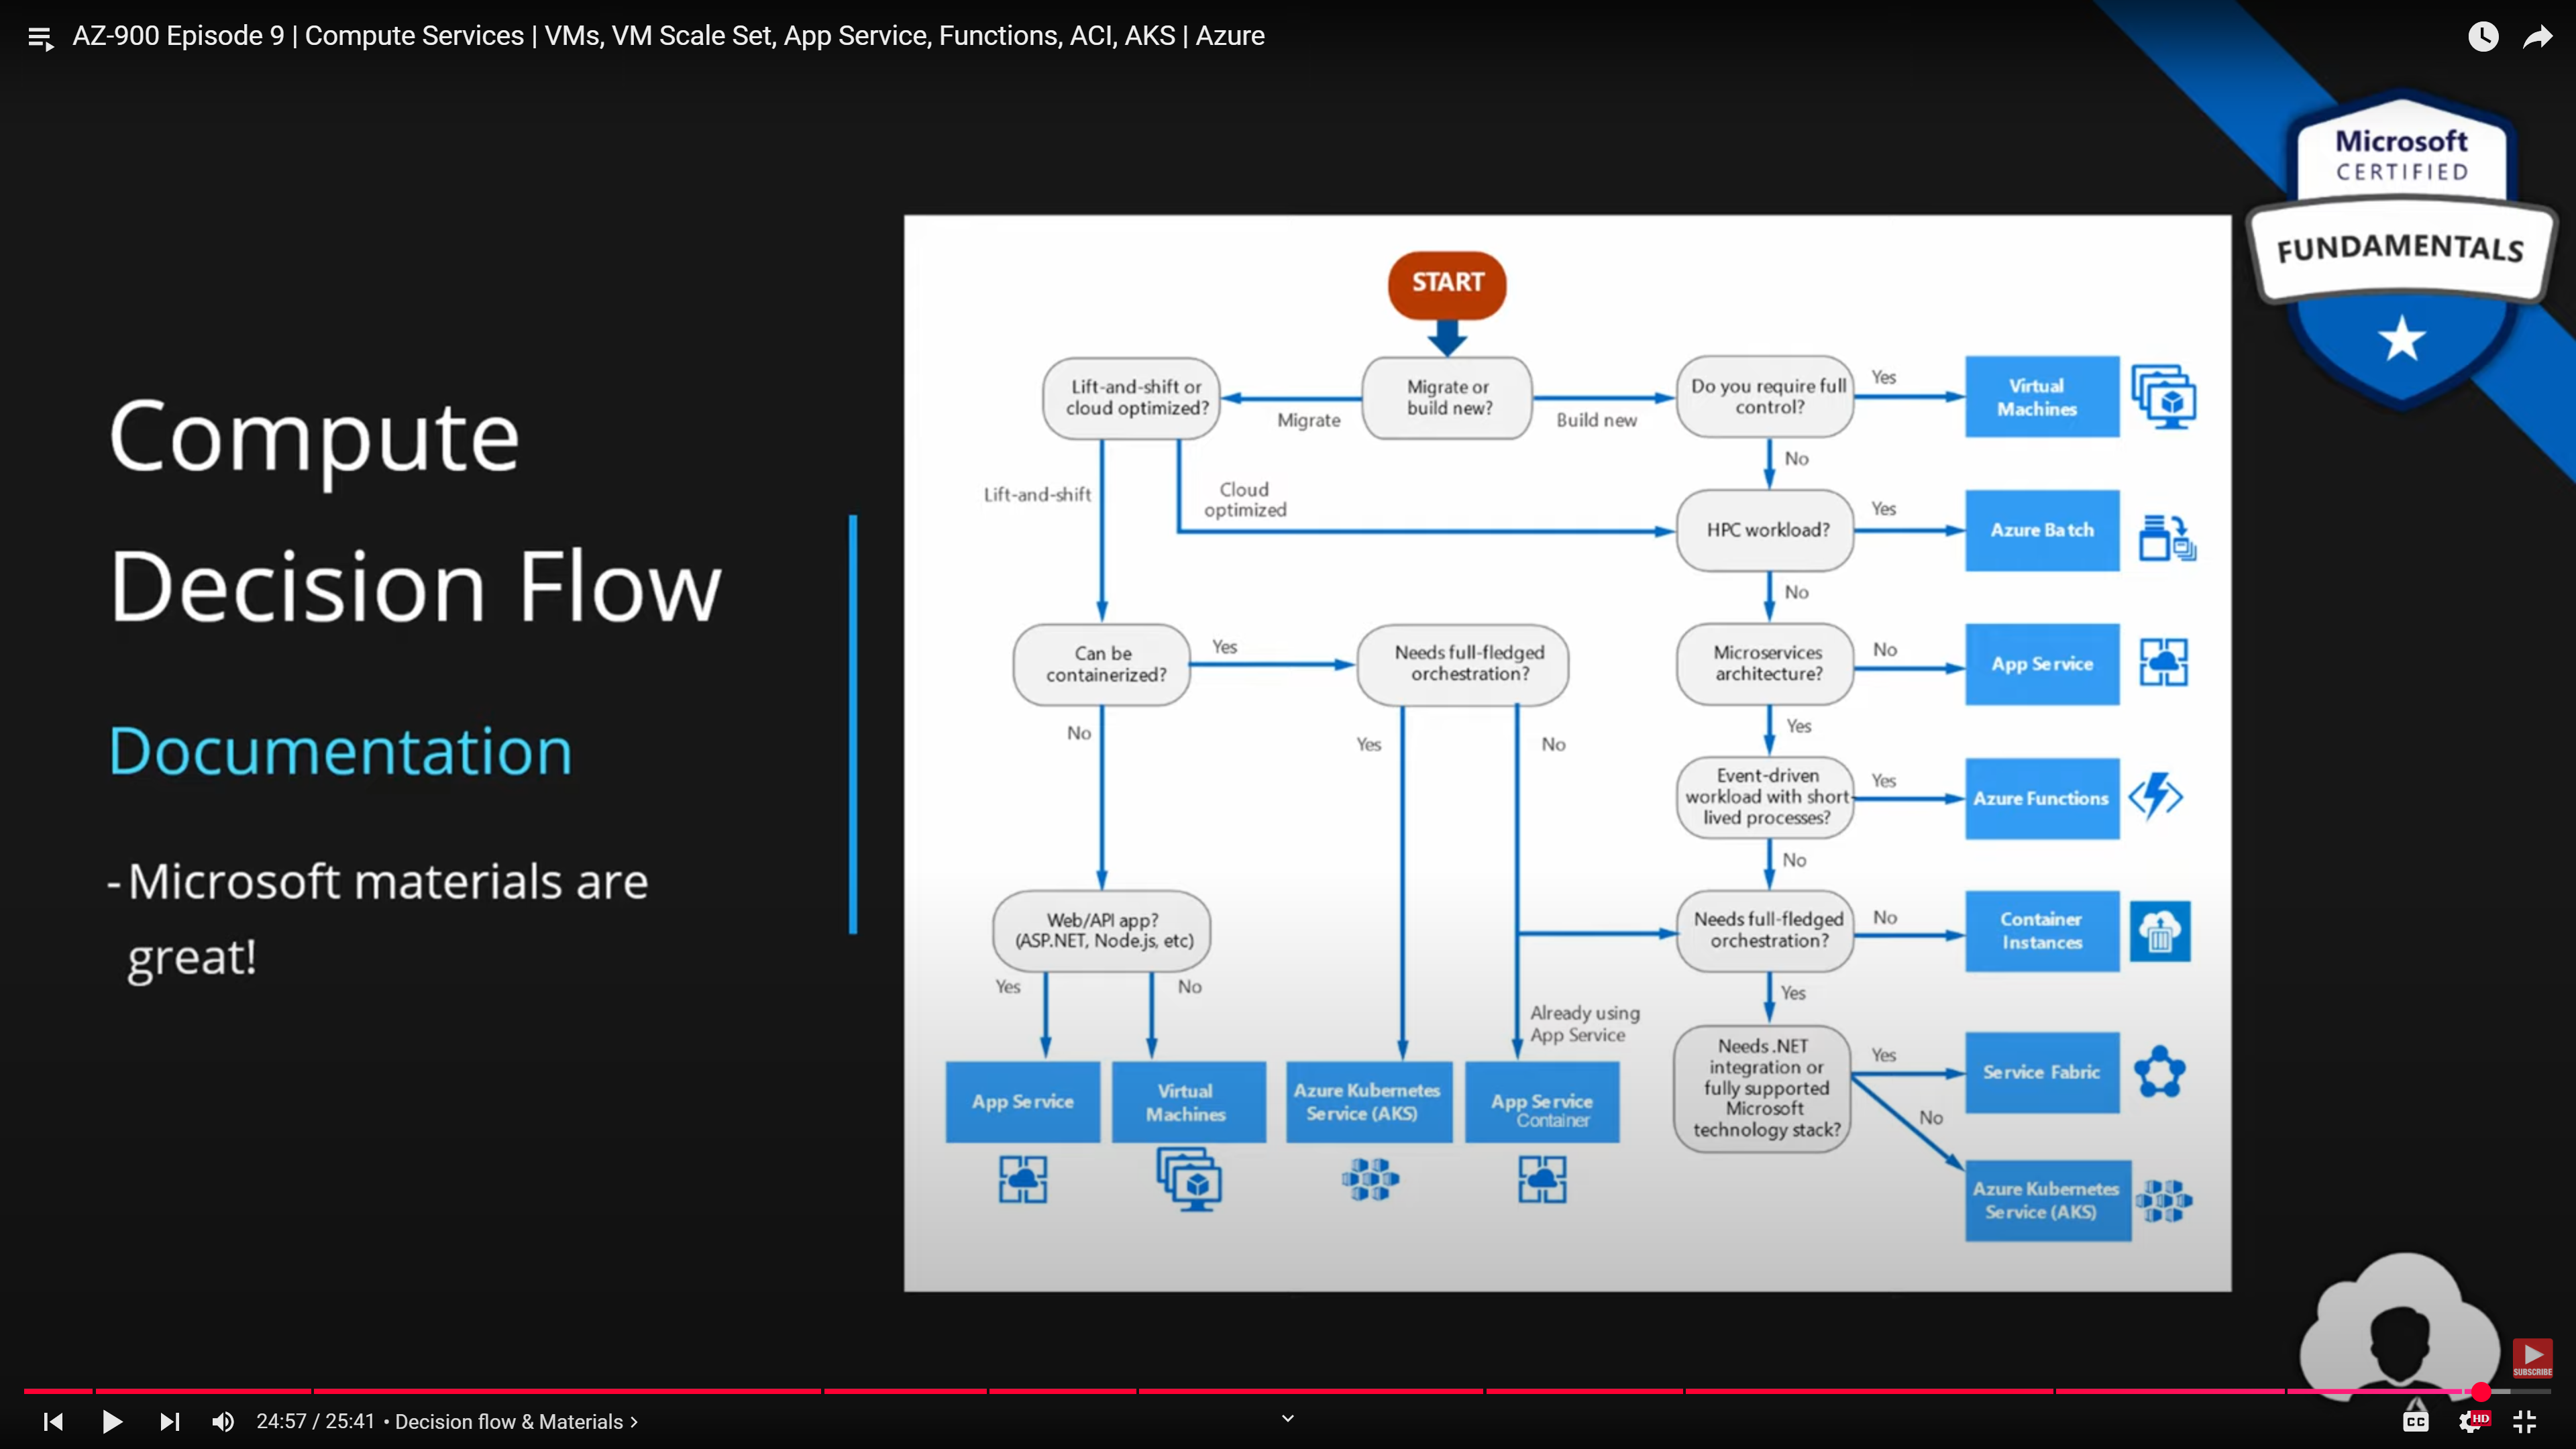 AZ-900 Episode 9 | Compute Services | VMs, VM Scale Set, App Service, Functions, ACI, AKS | Azure
Microsoft
CERTIFIED
FUNDAMENTALS
Compute
Decision Flow
Documentation
- Microsoft materials are
great!
START
Lift-and-shift or
cloud optimized?
Migrate
Migrate or
build new?
Build new
Do you require full
control?
Yes
Virtual
Machines
No
Lift-and-shift
Cloud
optimized
HPC workload?
Yes
Azure Batch
No
Can be
containerized?
Yes
Needs full-fledged
orchestration?
Microservices
architecture?
No
App Service
No
Yes
No
Yes
Event-driven
workload with short-
lived processes?
Yes
Azure Functions
No
Web/API app?
(ASP.NET, Node.js, etc)
Needs full-fledged
orchestration?
No
Container
Instances
Yes
No
Already using
App Service
Yes
Needs .NET
integration or
fully supported
Microsoft
technology stack?
Yes
Service Fabric
No
App Service
Virtual
Machines
Azure Kubernetes
Service (AKS)
App Service
Container
Azure Kubernetes
Service (AKS)
SUBSCRIBE
24:57 / 25:41 • Decision flow & Materials ›
CC
HD